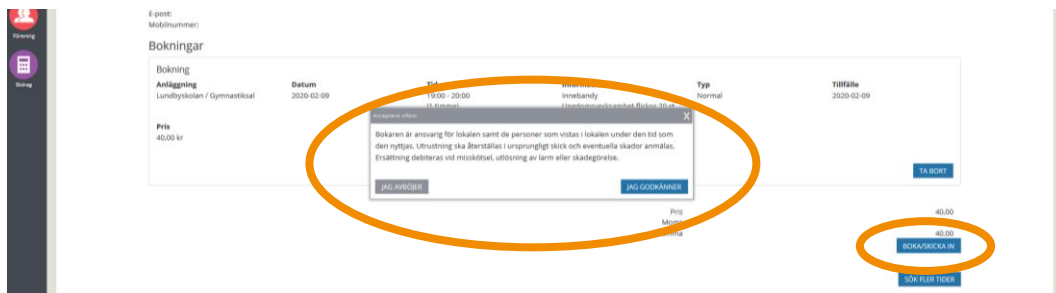 Förening
Bidrag
E-post:
Mobilnummer:
Bokningar
Bokning
Anläggning Datum Typ Tillfälle
Lundbyskolan / Gymnastiksal 2020-02-09 19:00 - 20:00 Innebandy Normal 2020-02-09
Pris
40,00 kr
Acceptera villkor X
Bokaren är ansvarig för lokalen samt de personer som vistas i lokalen under den tid som
den nyttjas. Utrustning ska återställas i ursprungligt skick och eventuella skador anmälas.
Ersättning debiteras vid misskötsel, utlösning av larm eller skadegörelse.
JAG AVBÖJER JAG GODKÄNNER
TA BORT
Pris 40.00
Moms
40.00
BOKA/SKICKA IN
SÖK FLER TIDER